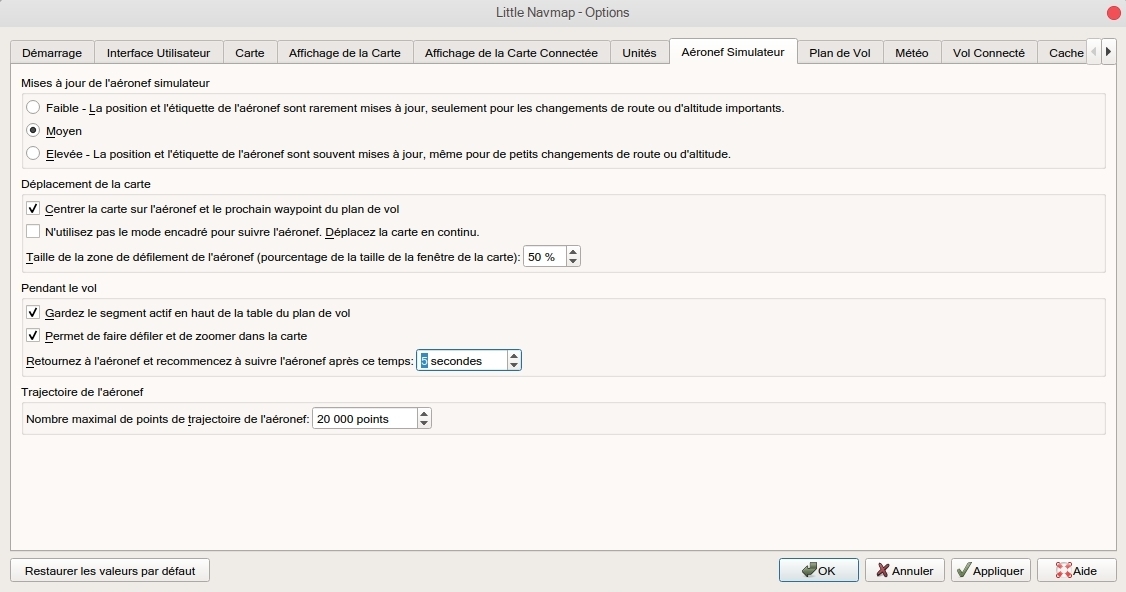 Little Navmap - Options
Démarrage Interface Utilisateur Carte Affichage de la Carte Affichage de la Carte Connectée Unités Aéronef Simulateur Plan de Vol Météo Vol Connecté Cache
Mises à jour de l'aéronef simulateur
Faible - La position et l'étiquette de l'aéronef sont rarement mises à jour, seulement pour les changements de route ou d'altitude importants.
Moyen
Elevée - La position et l'étiquette de l'aéronef sont souvent mises à jour, même pour de petits changements de route ou d'altitude.
Déplacement de la carte
Centrer la carte sur l'aéronef et le prochain waypoint du plan de vol
N'utilisez pas le mode encadré pour suivre l'aéronef. Déplacez la carte en continu.
Taille de la zone de défilement de l'aéronef (pourcentage de la taille de la fenêtre de la carte): 50 %
Pendant le vol
Gardez le segment actif en haut de la table du plan de vol
Permet de faire défiler et de zoomer dans la carte
Retournez à l'aéronef et recommencez à suivre l'aéronef après ce temps: 5 secondes
Trajectoire de l'aéronef
Nombre maximal de points de trajectoire de l'aéronef: 20 000 points
Restaurer les valeurs par défaut OK Annuler Appliquer Aide